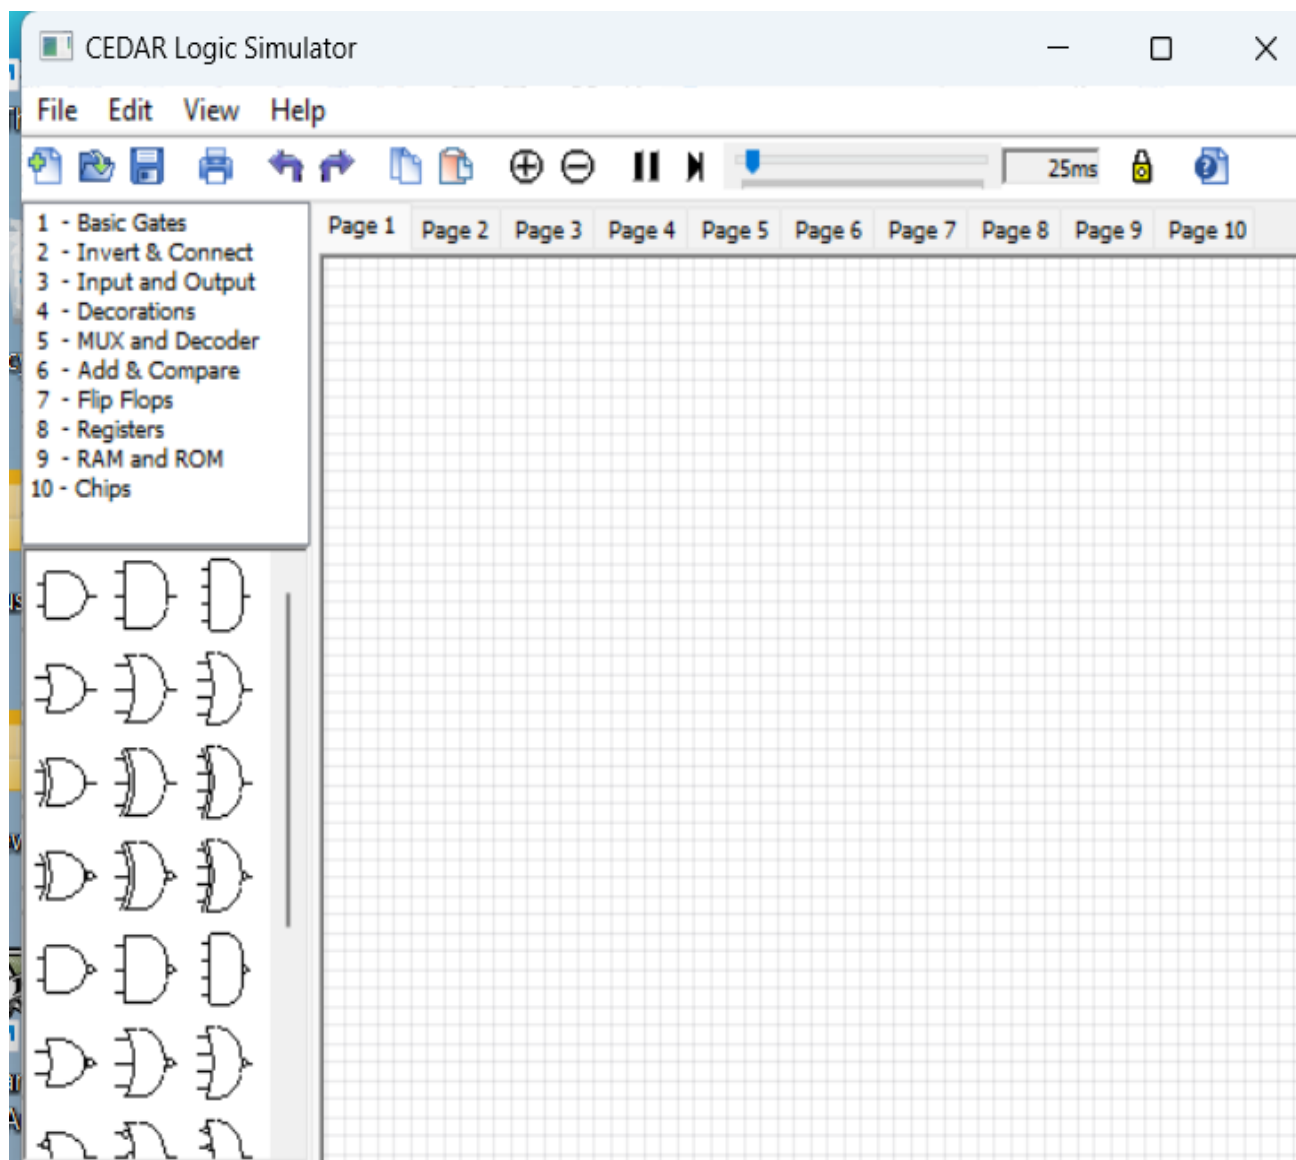 CEDAR Logic Simulator
File Edit View Help
25ms
1 - Basic Gates
2 - Invert & Connect
3 - Input and Output
4 - Decorations
5 - MUX and Decoder
6 - Add & Compare
7 - Flip Flops
8 - Registers
9 - RAM and ROM
10 - Chips
Page 1 Page 2 Page 3 Page 4 Page 5 Page 6 Page 7 Page 8 Page 9 Page 10